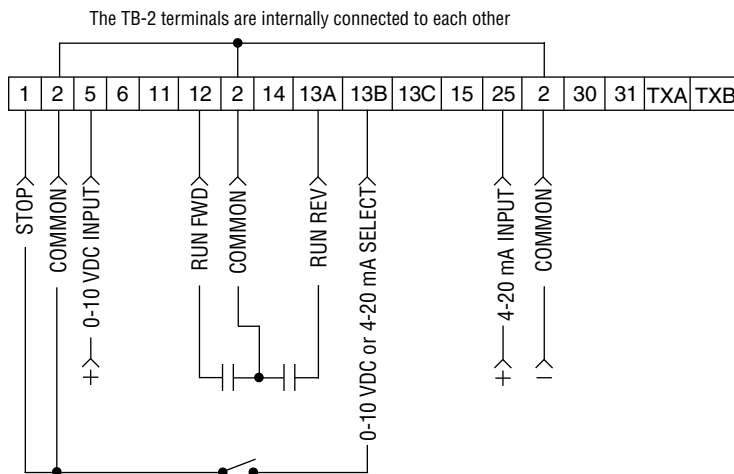 The TB-2 terminals are internally connected to each other
1 2 5 6 11 12 2 14 13A 13B 13C 15 25 2 30 31 TXA TXB
STOP
COMMON
0-10 VDC INPUT
+
RUN FWD
COMMON
RUN REV
0-10 VDC or 4-20 mA SELECT
4-20 mA INPUT
+
COMMON
–